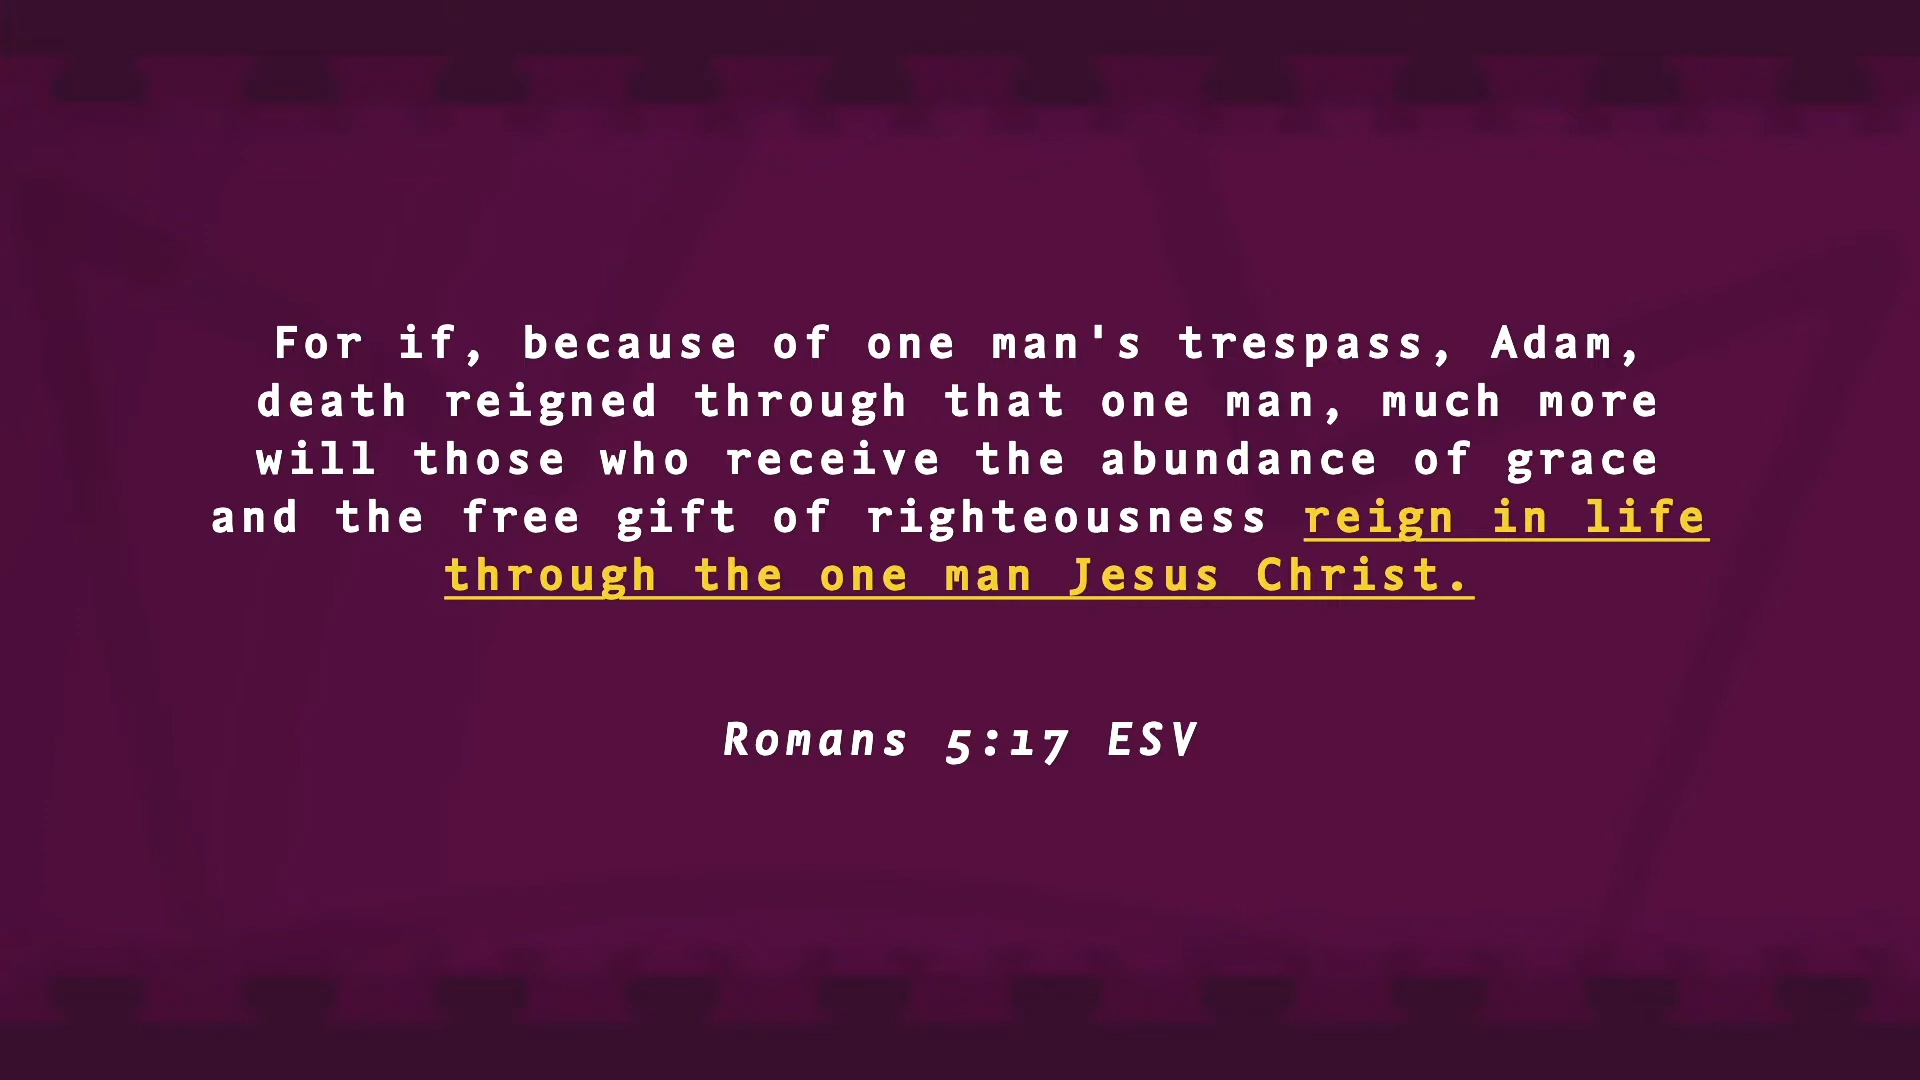 For if, because of one man's trespass, Adam,
death reigned through that one man, much more
will those who receive the abundance of grace
and the free gift of righteousness reign in life
through the one man Jesus Christ.
Romans 5:17 ESV